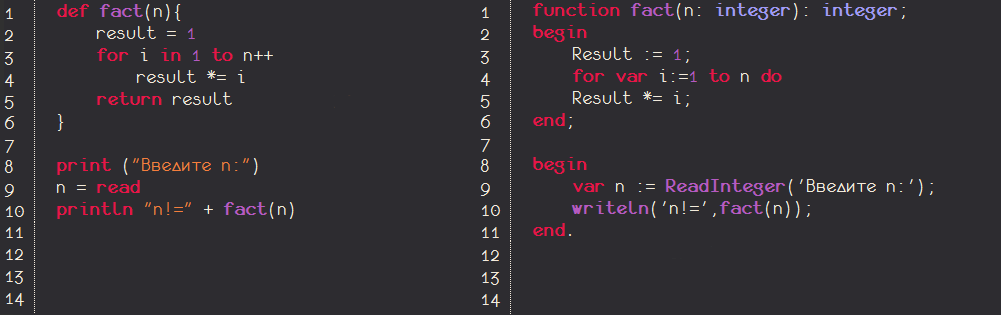 1 def fact(n){
2 result = 1
3 for i in 1 to n++
4 result *= i
5 return result
6 }
7
8 print ("Введите n:")
9 n = read
10 println "n!=" + fact(n)
11
12
13
14
1 function fact(n: integer): integer;
2 begin
3 Result := 1;
4 for var i:=1 to n do
5 Result *= i;
6 end;
7
8 begin
9 var n := ReadInteger('Введите n:');
10 writeln('n!=',fact(n));
11 end.
12
13
14